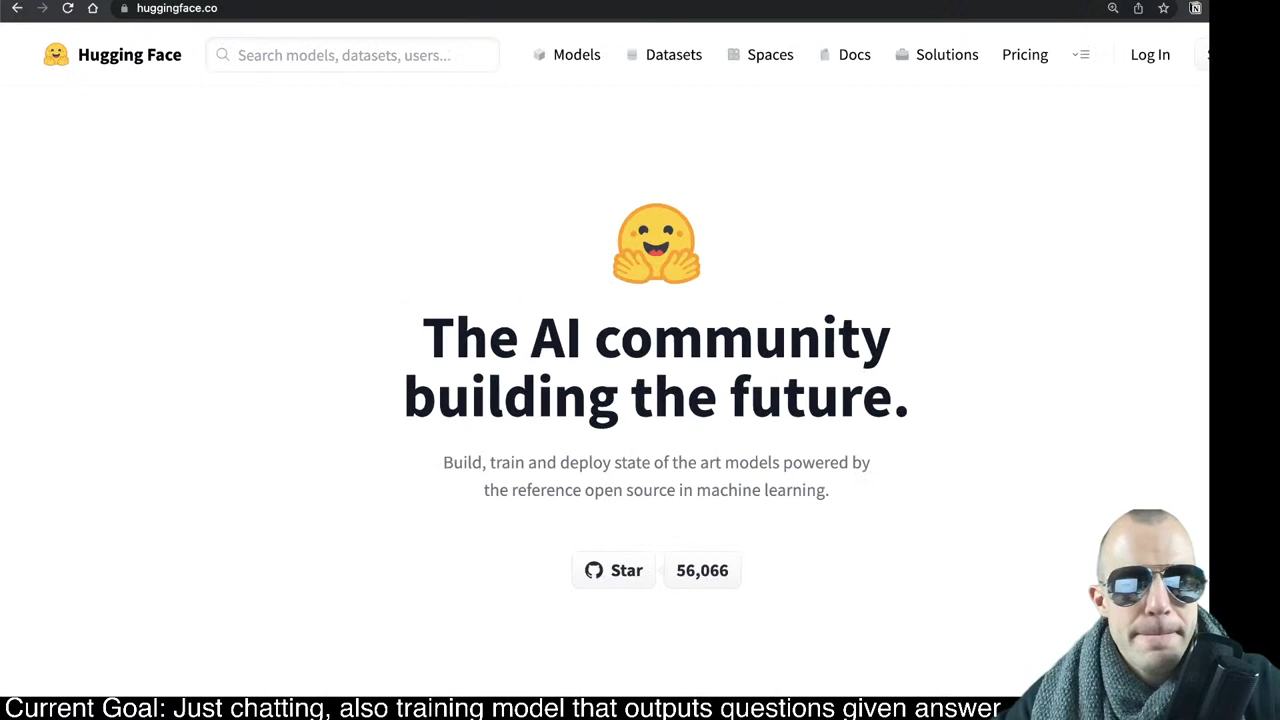 huggingface.co
Hugging Face Search models, datasets, users... Models Datasets Spaces Docs Solutions Pricing Log In
The AI community
building the future.
Build, train and deploy state of the art models powered by
the reference open source in machine learning.
Star 56,066
Current Goal: Just chatting, also training model that outputs questions given answer